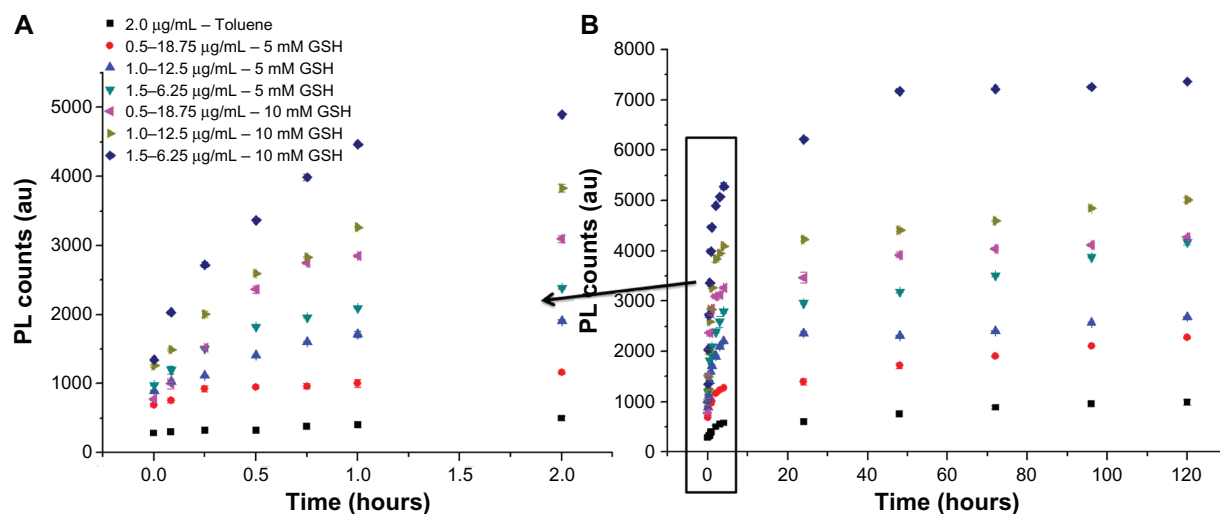 A
2.0 μg/mL – Toluene
0.5–18.75 μg/mL – 5 mM GSH
1.0–12.5 μg/mL – 5 mM GSH
1.5–6.25 μg/mL – 5 mM GSH
0.5–18.75 μg/mL – 10 mM GSH
1.0–12.5 μg/mL – 10 mM GSH
1.5–6.25 μg/mL – 10 mM GSH
PL counts (au)
5000
4000
3000
2000
1000
0
0.0 0.5 1.0 1.5 2.0
Time (hours)
B
PL counts (au)
8000
7000
6000
5000
4000
3000
2000
1000
0
0 20 40 60 80 100 120
Time (hours)